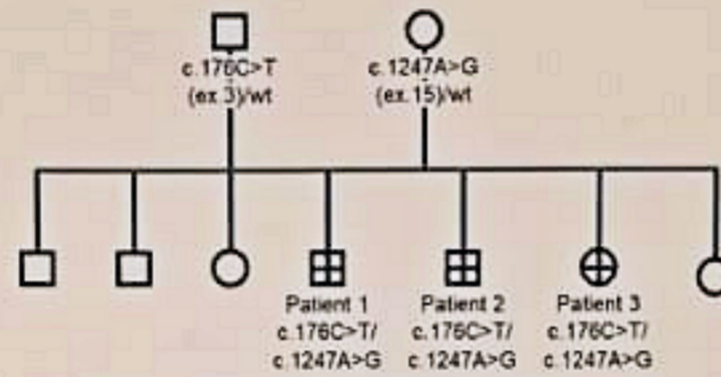 c.176C>T
(ex.3)/wt
c.1247A>G
(ex.15)/wt
Patient 1
c.176C>T/
c.1247A>G
Patient 2
c.176C>T/
c.1247A>G
Patient 3
c.176C>T/
c.1247A>G